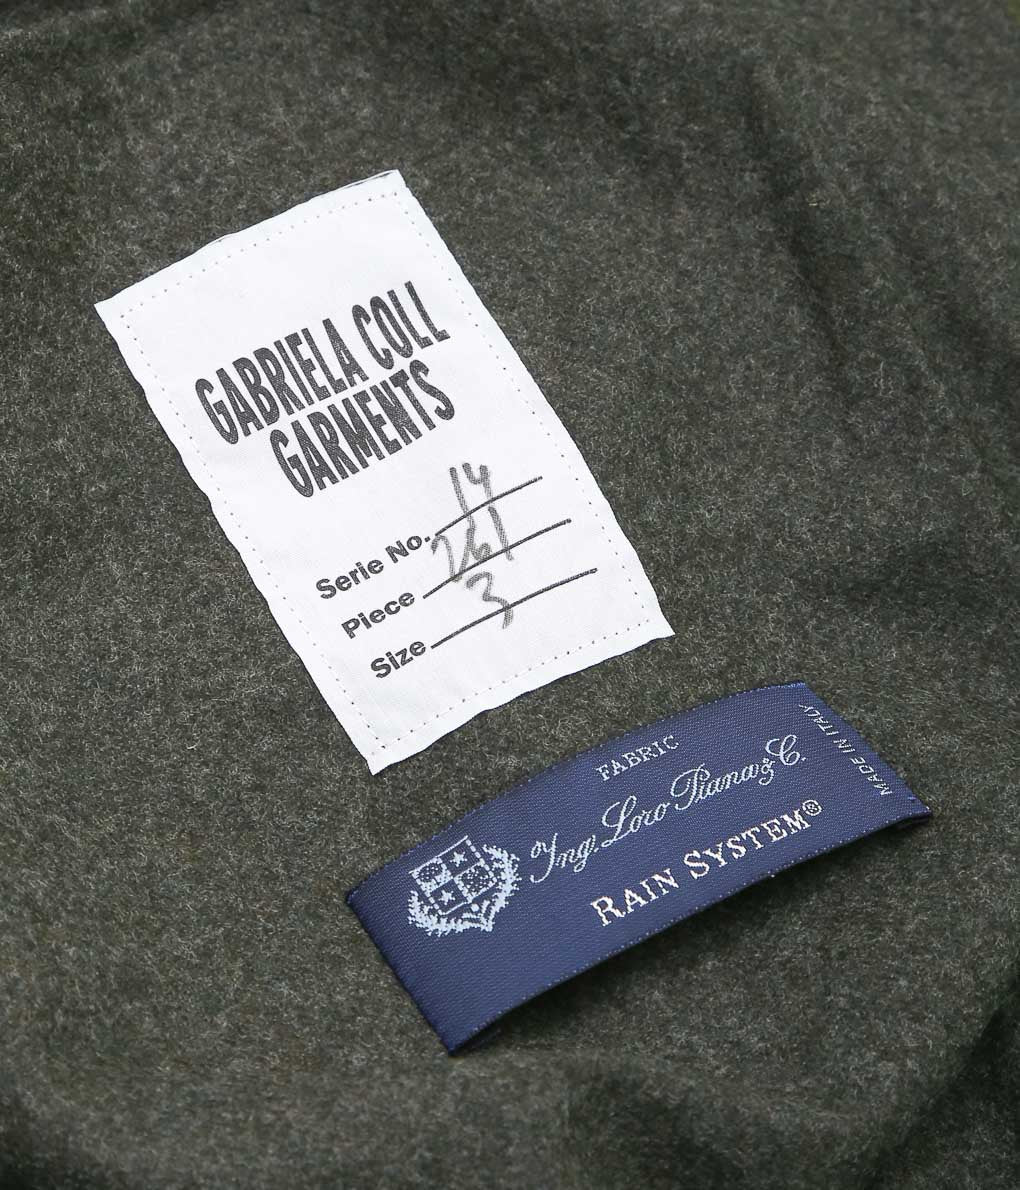 GABRIELA COLL
GARMENTS
Serie No. 14
Piece 261
Size 3
FABRIC
Ing. Loro Piana & C.
RAIN SYSTEM®
MADE IN ITALY